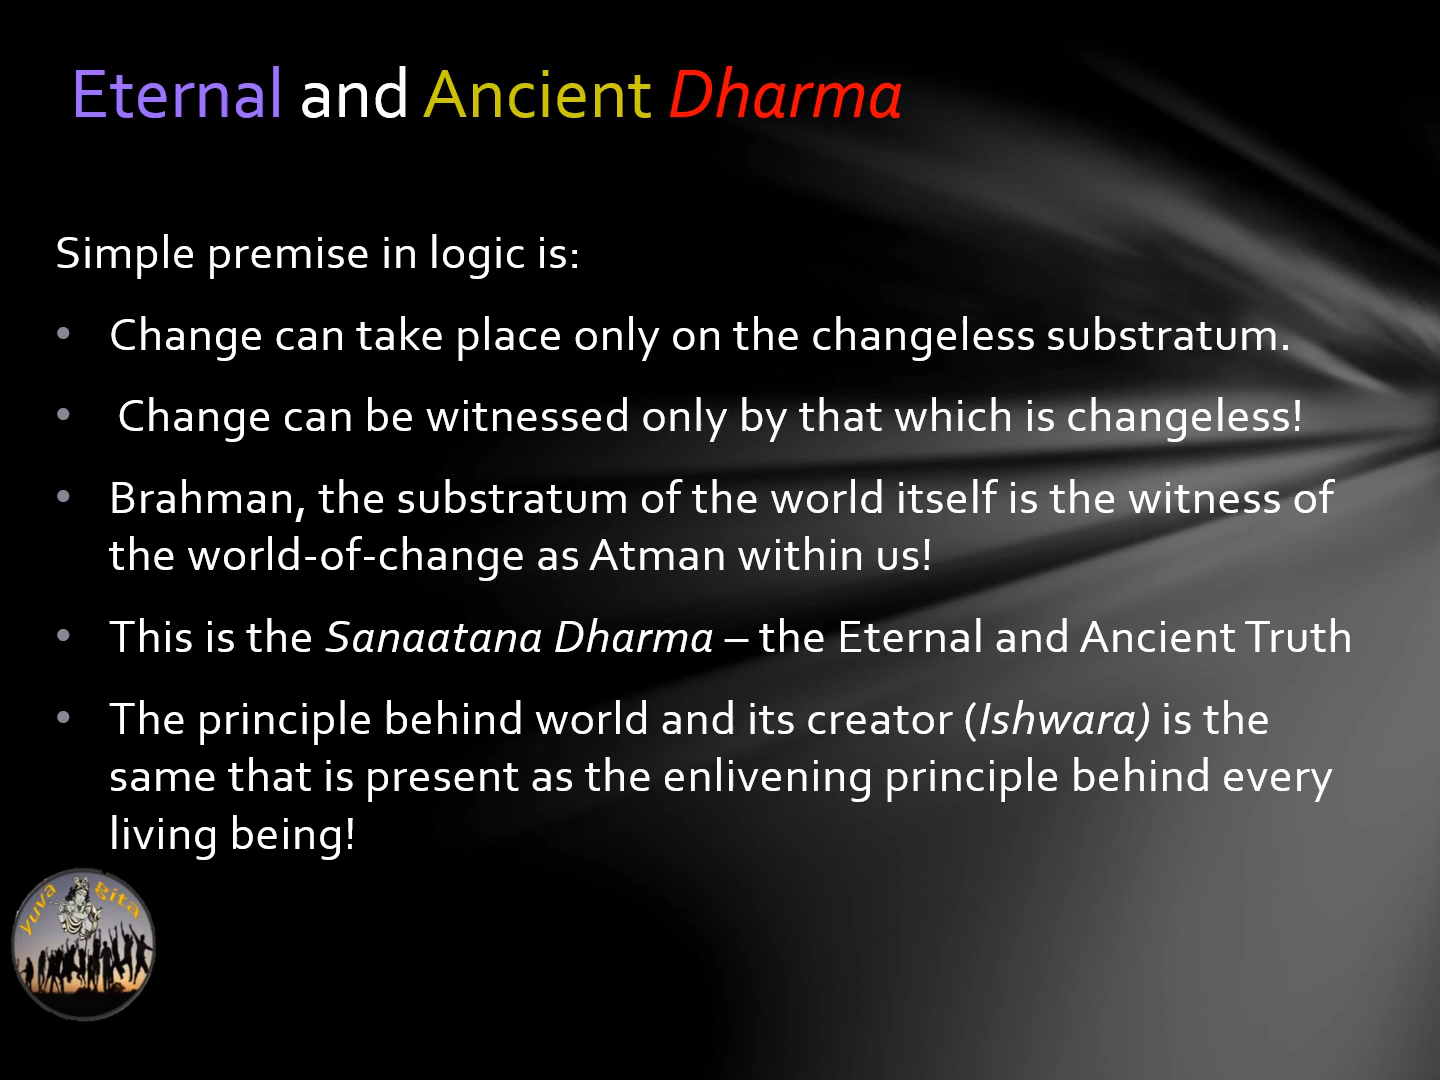 Eternal and Ancient Dharma
Simple premise in logic is:
• Change can take place only on the changeless substratum.
• Change can be witnessed only by that which is changeless!
• Brahman, the substratum of the world itself is the witness of
the world-of-change as Atman within us!
• This is the Sanaatana Dharma – the Eternal and Ancient Truth
• The principle behind world and its creator (Ishwara) is the
same that is present as the enlivening principle behind every
living being!
yuva gita